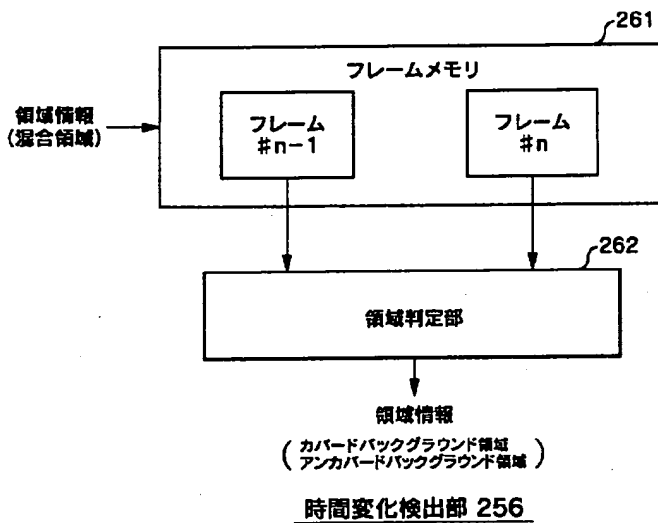 261
フレームメモリ
領域情報
(混合領域)
フレーム
#n-1
フレーム
#n
262
領域判定部
領域情報
(カバードバックグラウンド領域
アンカバードバックグラウンド領域)
時間変化検出部 256